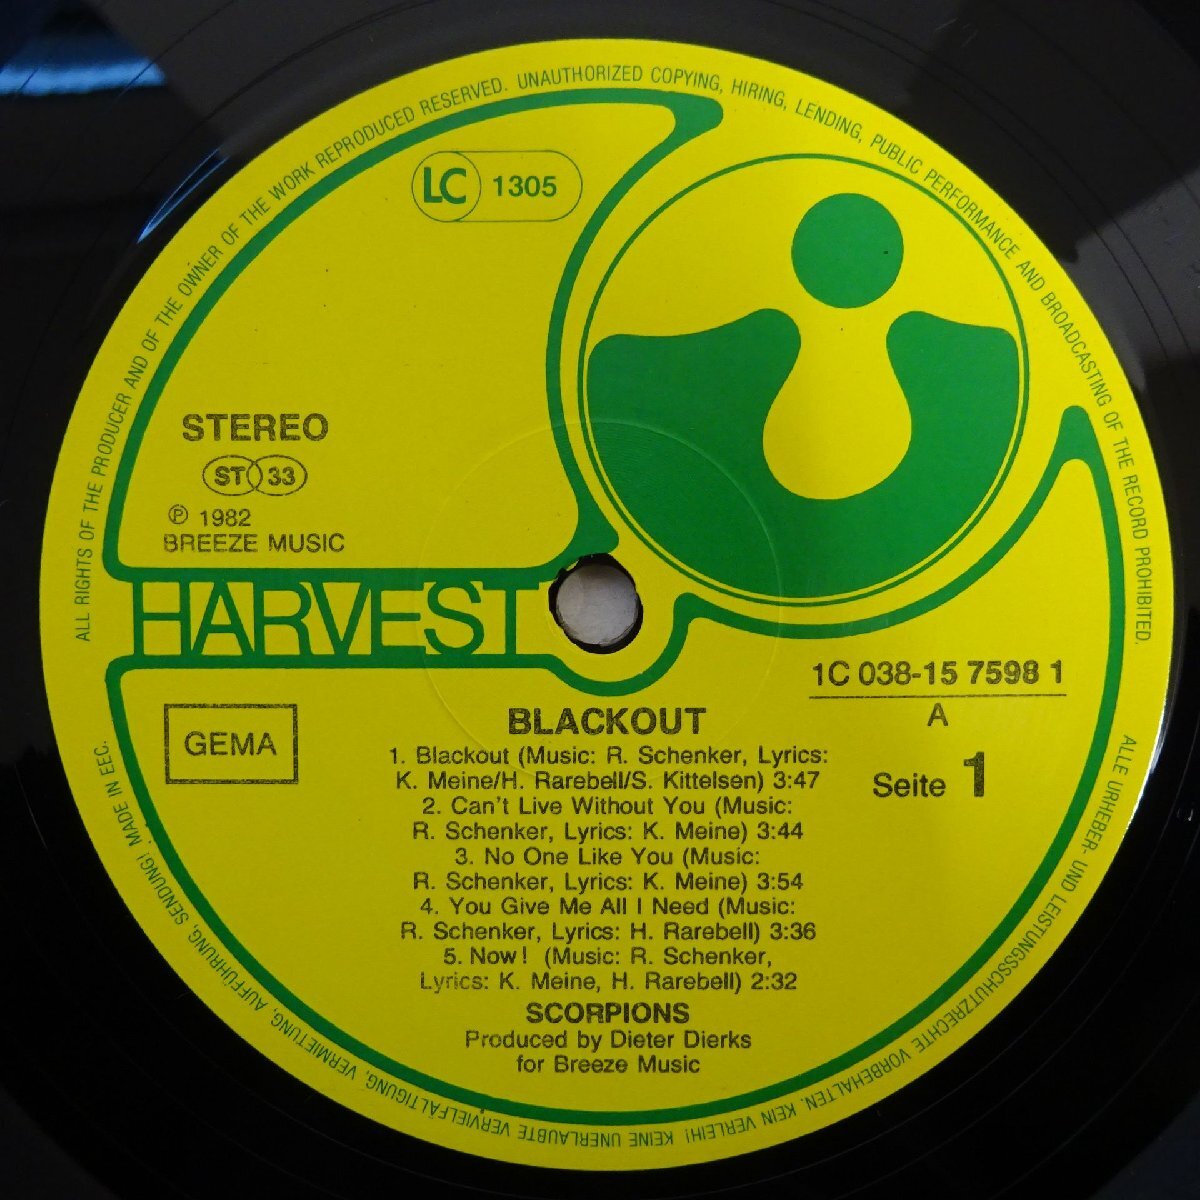 ALL RIGHTS OF THE PRODUCER AND OF THE OWNER OF THE WORK REPRODUCED RESERVED. UNAUTHORIZED COPYING, HIRING, LENDING, PUBLIC PERFORMANCE AND BROADCASTING OF THE RECORD PROHIBITED.
LC 1305
STEREO
ST 33
℗ 1982
BREEZE MUSIC
HARVEST
GEMA
1C 038-15 7598 1
A
Seite 1
BLACKOUT
1. Blackout (Music: R. Schenker, Lyrics:
K. Meine/H. Rarebell/S. Kittelsen) 3:47
2. Can't Live Without You (Music:
R. Schenker, Lyrics: K. Meine) 3:44
3. No One Like You (Music:
R. Schenker, Lyrics: K. Meine) 3:54
4. You Give Me All I Need (Music:
R. Schenker, Lyrics: H. Rarebell) 3:36
5. Now! (Music: R. Schenker,
Lyrics: K. Meine, H. Rarebell) 2:32
SCORPIONS
Produced by Dieter Dierks
for Breeze Music
ALLE URHEBER- UND LEISTUNGSSCHUTZRECHTE VORBEHALTEN. KEIN VERLEIH! KEINE UNERLAUBTE VERVIELFÄLTIGUNG, VERMIETUNG, AUFFÜHRUNG, SENDUNG! MADE IN EEC.